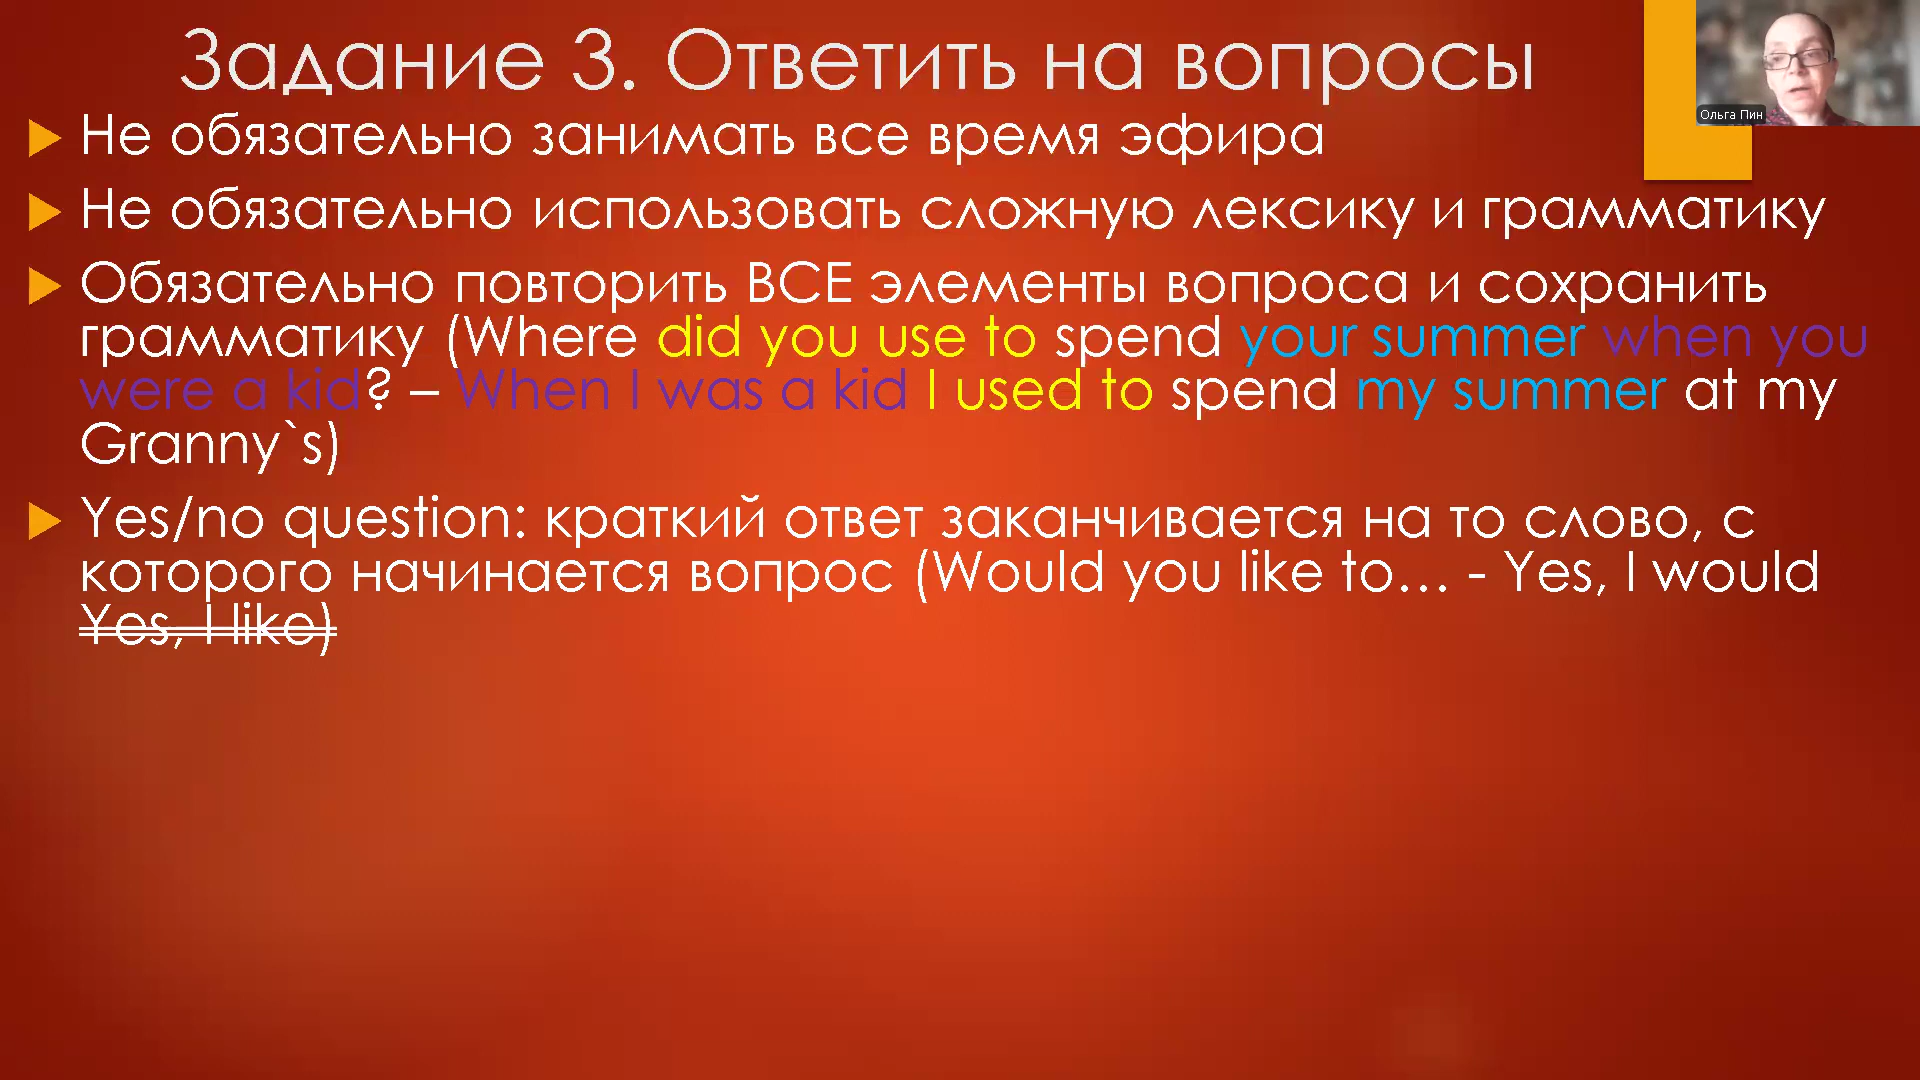 Задание 3. Ответить на вопросы
Ольга Пин
Не обязательно занимать все время эфира
Не обязательно использовать сложную лексику и грамматику
Обязательно повторить ВСЕ элементы вопроса и сохранить
грамматику (Where did you use to spend your summer when you
were a kid? – When I was a kid I used to spend my summer at my
Granny`s)
Yes/no question: краткий ответ заканчивается на то слово, с
которого начинается вопрос (Would you like to… - Yes, I would
Yes, I like)